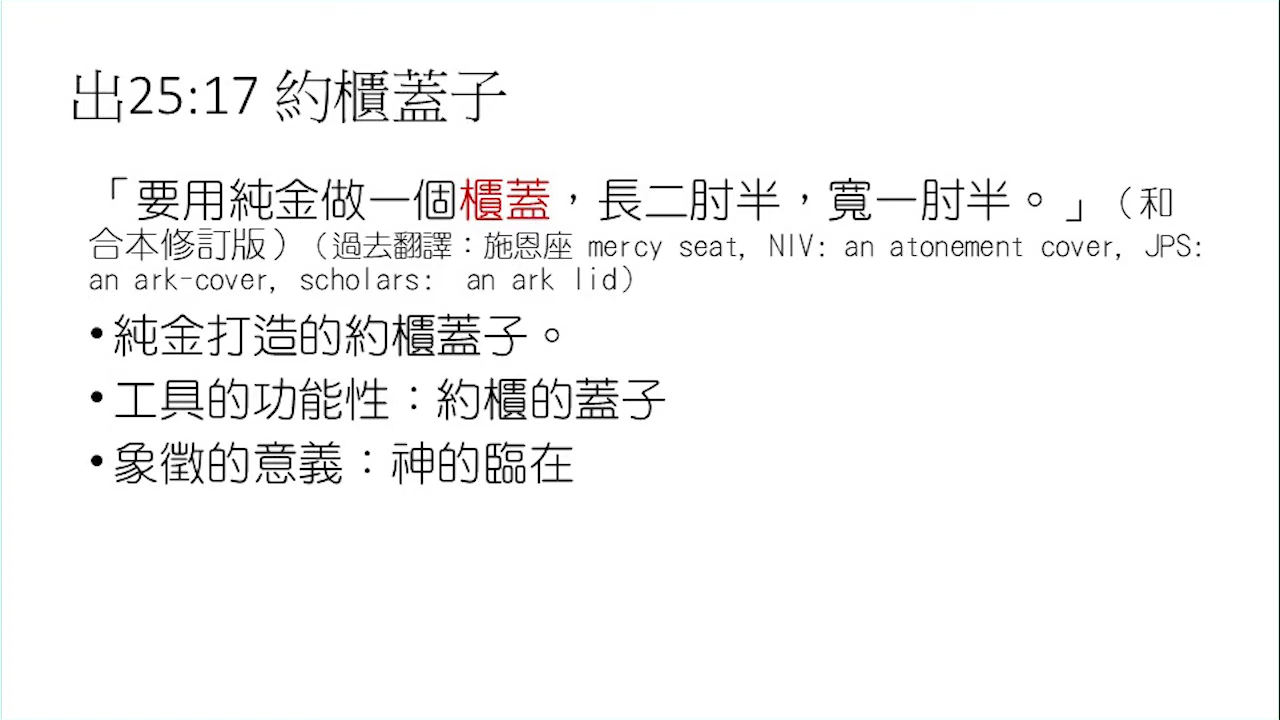 出25:17 約櫃蓋子
「要用純金做一個櫃蓋，長二肘半，寬一肘半。」（和
合本修訂版）（過去翻譯：施恩座 mercy seat, NIV: an atonement cover, JPS:
an ark-cover, scholars: an ark lid）
•純金打造的約櫃蓋子。
•工具的功能性：約櫃的蓋子
•象徵的意義：神的臨在